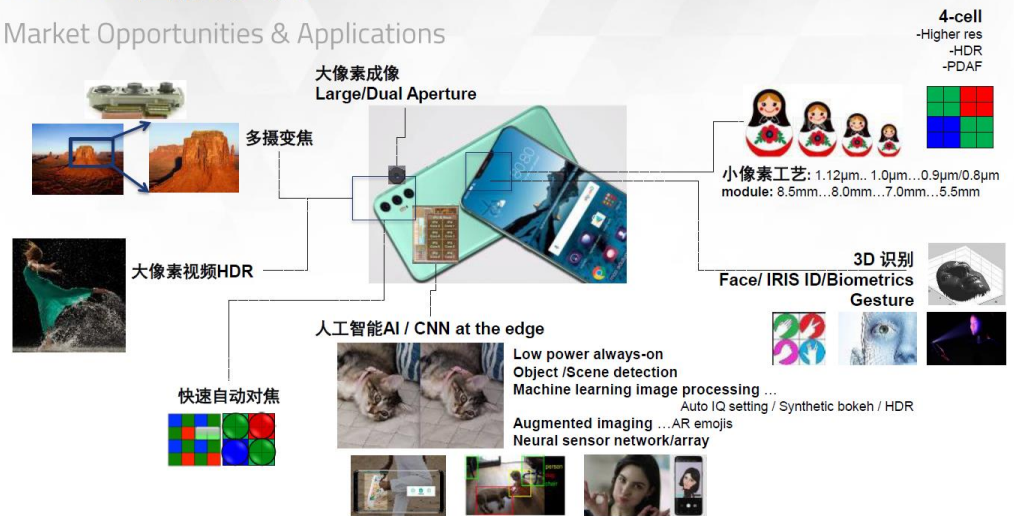 Market Opportunities & Applications
4-cell
-Higher res
-HDR
-PDAF
大像素成像
Large/Dual Aperture
多摄变焦
小像素工艺: 1.12µm.. 1.0µm…0.9µm/0.8µm
module: 8.5mm…8.0mm…7.0mm…5.5mm
大像素视频HDR
3D 识别
Face/ IRIS ID/Biometrics
Gesture
人工智能AI / CNN at the edge
Low power always-on
Object /Scene detection
Machine learning image processing …
Auto IQ setting / Synthetic bokeh / HDR
Augmented imaging …AR emojis
Neural sensor network/array
快速自动对焦
person
chair